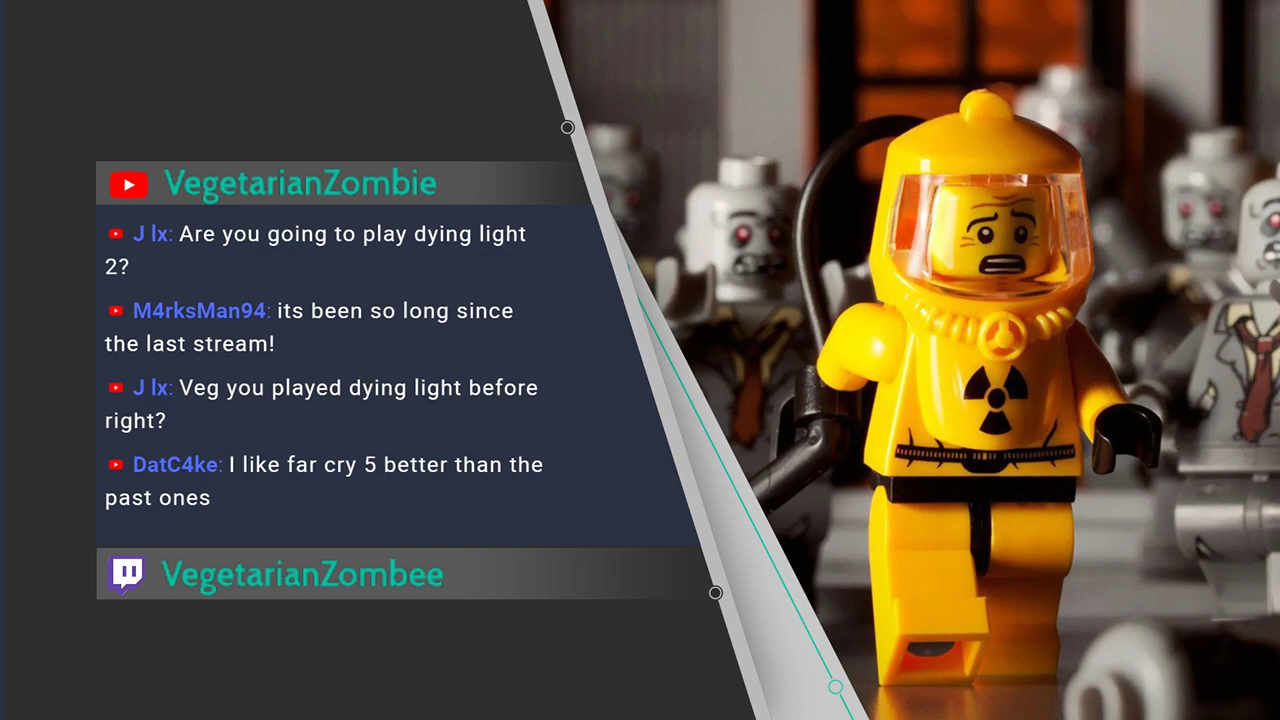 VegetarianZombie
J lx: Are you going to play dying light
2?
M4rksMan94: its been so long since
the last stream!
J lx: Veg you played dying light before
right?
DatC4ke: I like far cry 5 better than the
past ones
VegetarianZombee